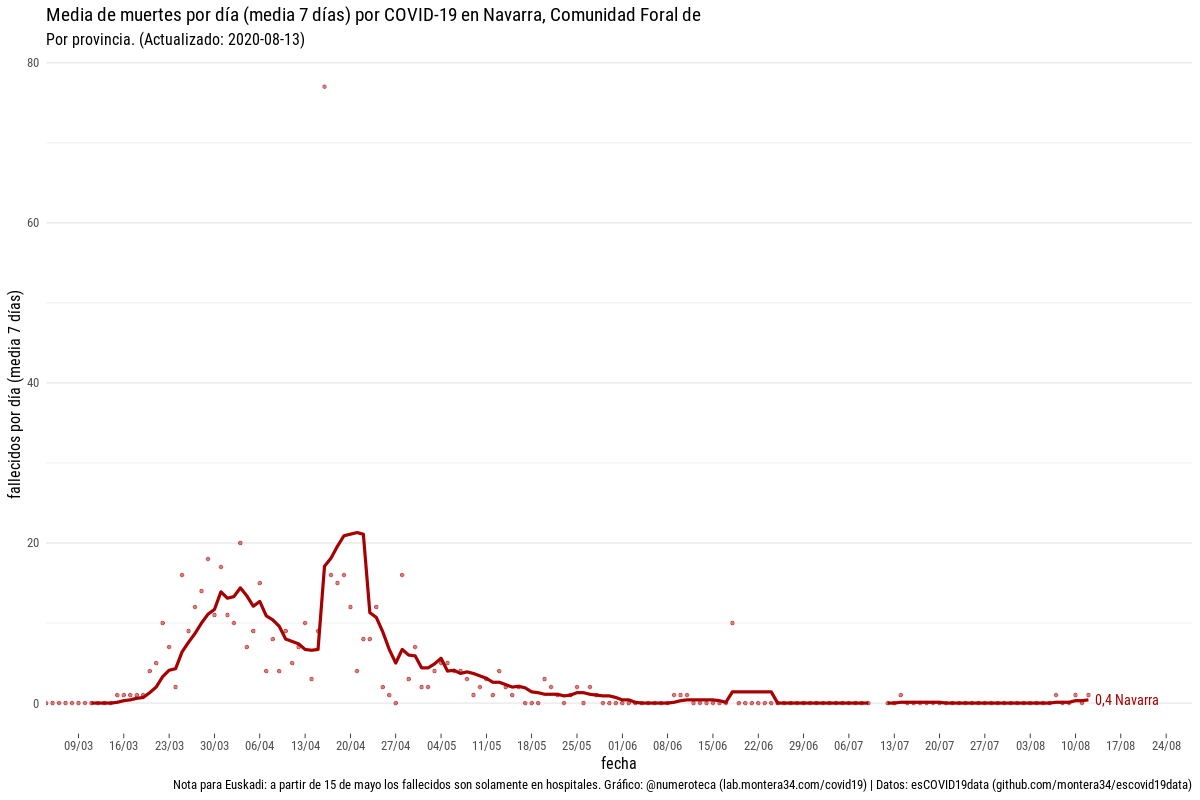 Media de muertes por día (media 7 días) por COVID-19 en Navarra, Comunidad Foral de
Por provincia. (Actualizado: 2020-08-13)
80
60
40
20
0
fallecidos por día (media 7 días)
0,4 Navarra
09/03 16/03 23/03 30/03 06/04 13/04 20/04 27/04 04/05 11/05 18/05 25/05 01/06 08/06 15/06 22/06 29/06 06/07 13/07 20/07 27/07 03/08 10/08 17/08 24/08
fecha
Nota para Euskadi: a partir de 15 de mayo los fallecidos son solamente en hospitales. Gráfico: @numeroteca (lab.montera34.com/covid19) | Datos: esCOVID19data (github.com/montera34/escovid19data)